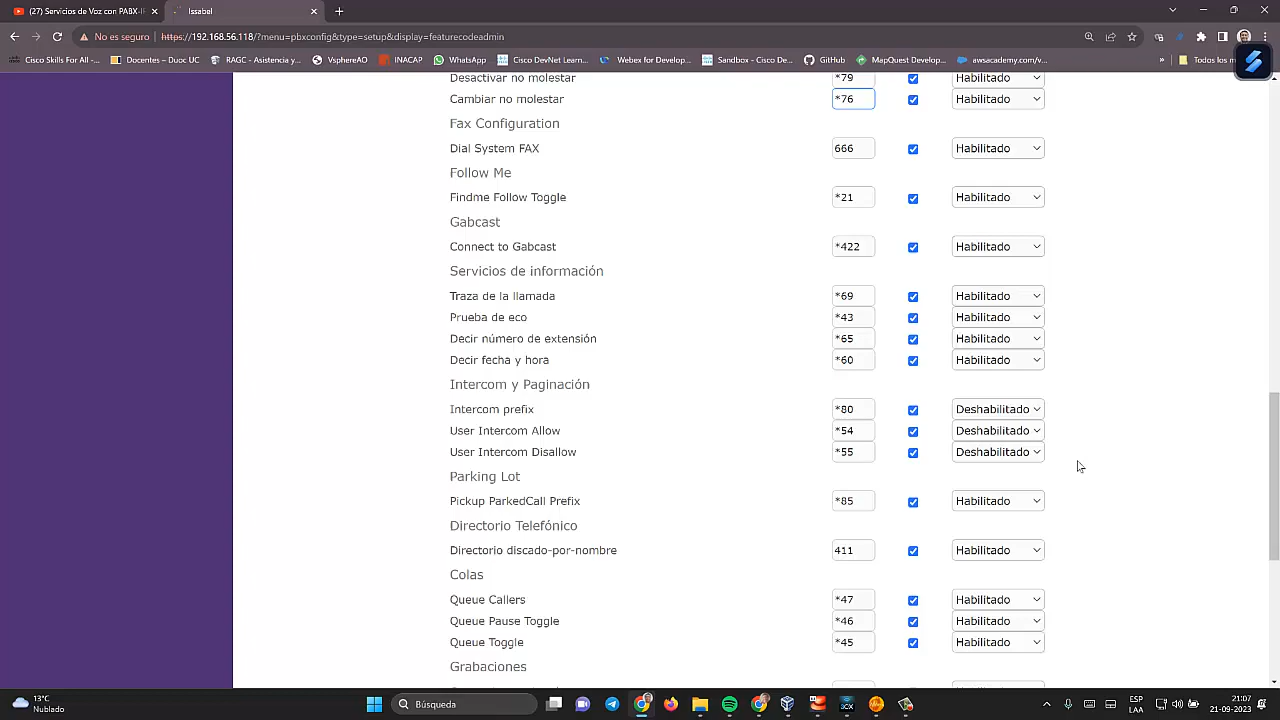 (27) Servicios de Voz con PABX-II
Issabel
No es seguro
https://192.168.56.118/?menu=pbxconfig&type=setup&display=featurecodeadmin
Cisco Skills For All -...
Docentes – Duoc UC
RAGC - Asistencia y...
VsphereAO
INACAP
WhatsApp
Cisco DevNet Learn...
Webex for Develop...
Sandbox - Cisco De...
GitHub
MapQuest Develop...
awsacademy.com/v...
»
Todos los m
Desactivar no molestar *79 Habilitado
Cambiar no molestar *76 Habilitado
Fax Configuration
Dial System FAX 666 Habilitado
Follow Me
Findme Follow Toggle *21 Habilitado
Gabcast
Connect to Gabcast *422 Habilitado
Servicios de información
Traza de la llamada *69 Habilitado
Prueba de eco *43 Habilitado
Decir número de extensión *65 Habilitado
Decir fecha y hora *60 Habilitado
Intercom y Paginación
Intercom prefix *80 Deshabilitado
User Intercom Allow *54 Deshabilitado
User Intercom Disallow *55 Deshabilitado
Parking Lot
Pickup ParkedCall Prefix *85 Habilitado
Directorio Telefónico
Directorio discado-por-nombre 411 Habilitado
Colas
Queue Callers *47 Habilitado
Queue Pause Toggle *46 Habilitado
Queue Toggle *45 Habilitado
Grabaciones
13°C
Nublado
Búsqueda
ESP
LAA
21:07
21-09-2023